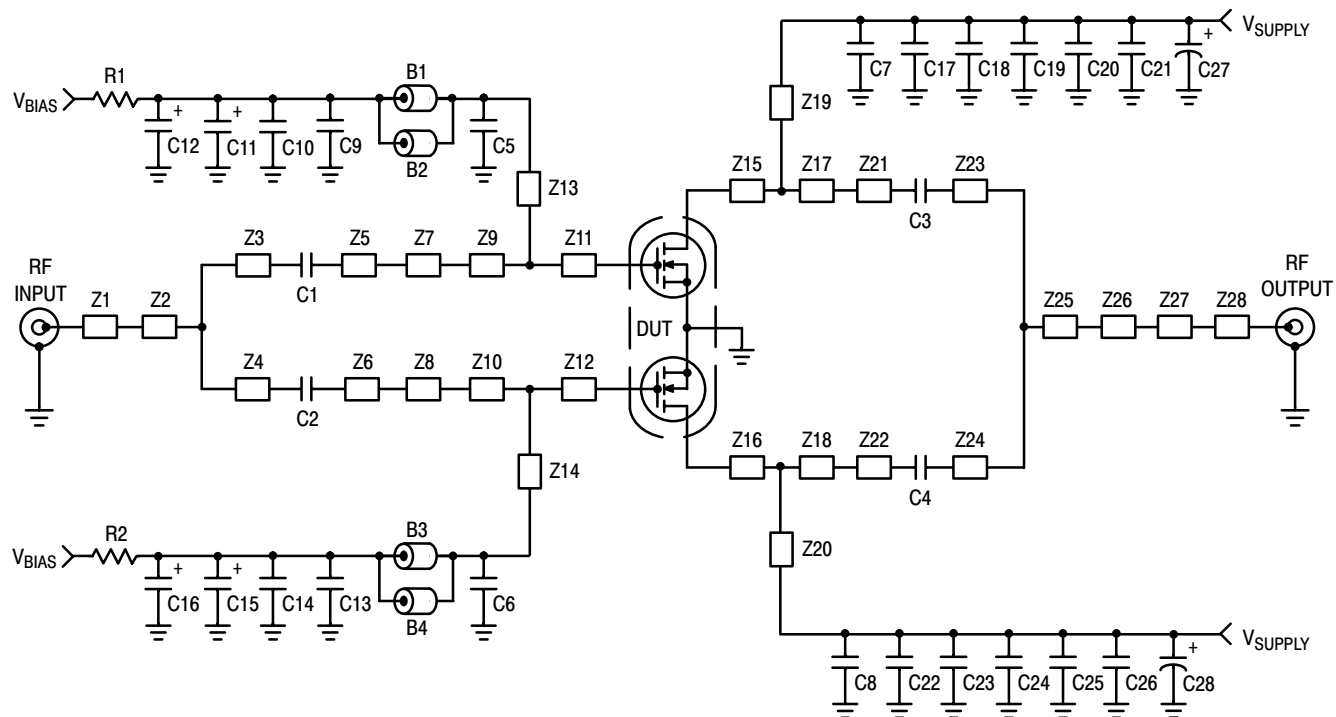 VSUPPLY
C7 C17 C18 C19 C20 C21 C27
+
R1
VBIAS
B1
+ +
C12 C11 C10 C9 C5
B2
Z19
Z13
Z15 Z17 Z21 Z23
C3
Z3 Z5 Z7 Z9 Z11
C1
RF
INPUT
Z1 Z2
DUT
Z25 Z26 Z27 Z28
RF
OUTPUT
Z4 Z6 Z8 Z10 Z12
C2
Z16 Z18 Z22 Z24
C4
Z14
Z20
R2
VBIAS
B3
+ +
C16 C15 C14 C13 C6
B4
VSUPPLY
+
C8 C22 C23 C24 C25 C26 C28